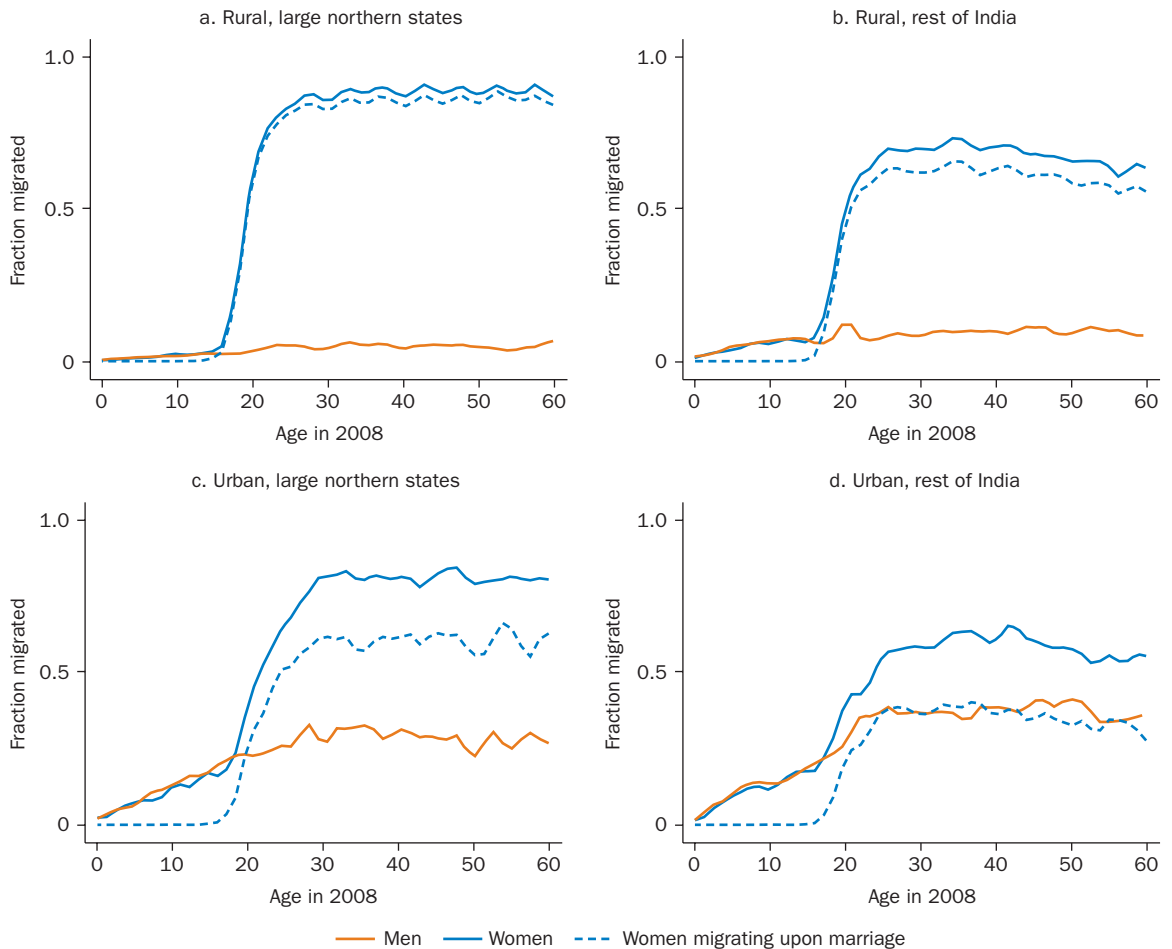 a. Rural, large northern states
1.0
0.5
0
Fraction migrated
0 10 20 30 40 50 60
Age in 2008
b. Rural, rest of India
1.0
0.5
0
Fraction migrated
0 10 20 30 40 50 60
Age in 2008
c. Urban, large northern states
1.0
0.5
0
Fraction migrated
0 10 20 30 40 50 60
Age in 2008
d. Urban, rest of India
1.0
0.5
0
Fraction migrated
0 10 20 30 40 50 60
Age in 2008
Men Women Women migrating upon marriage